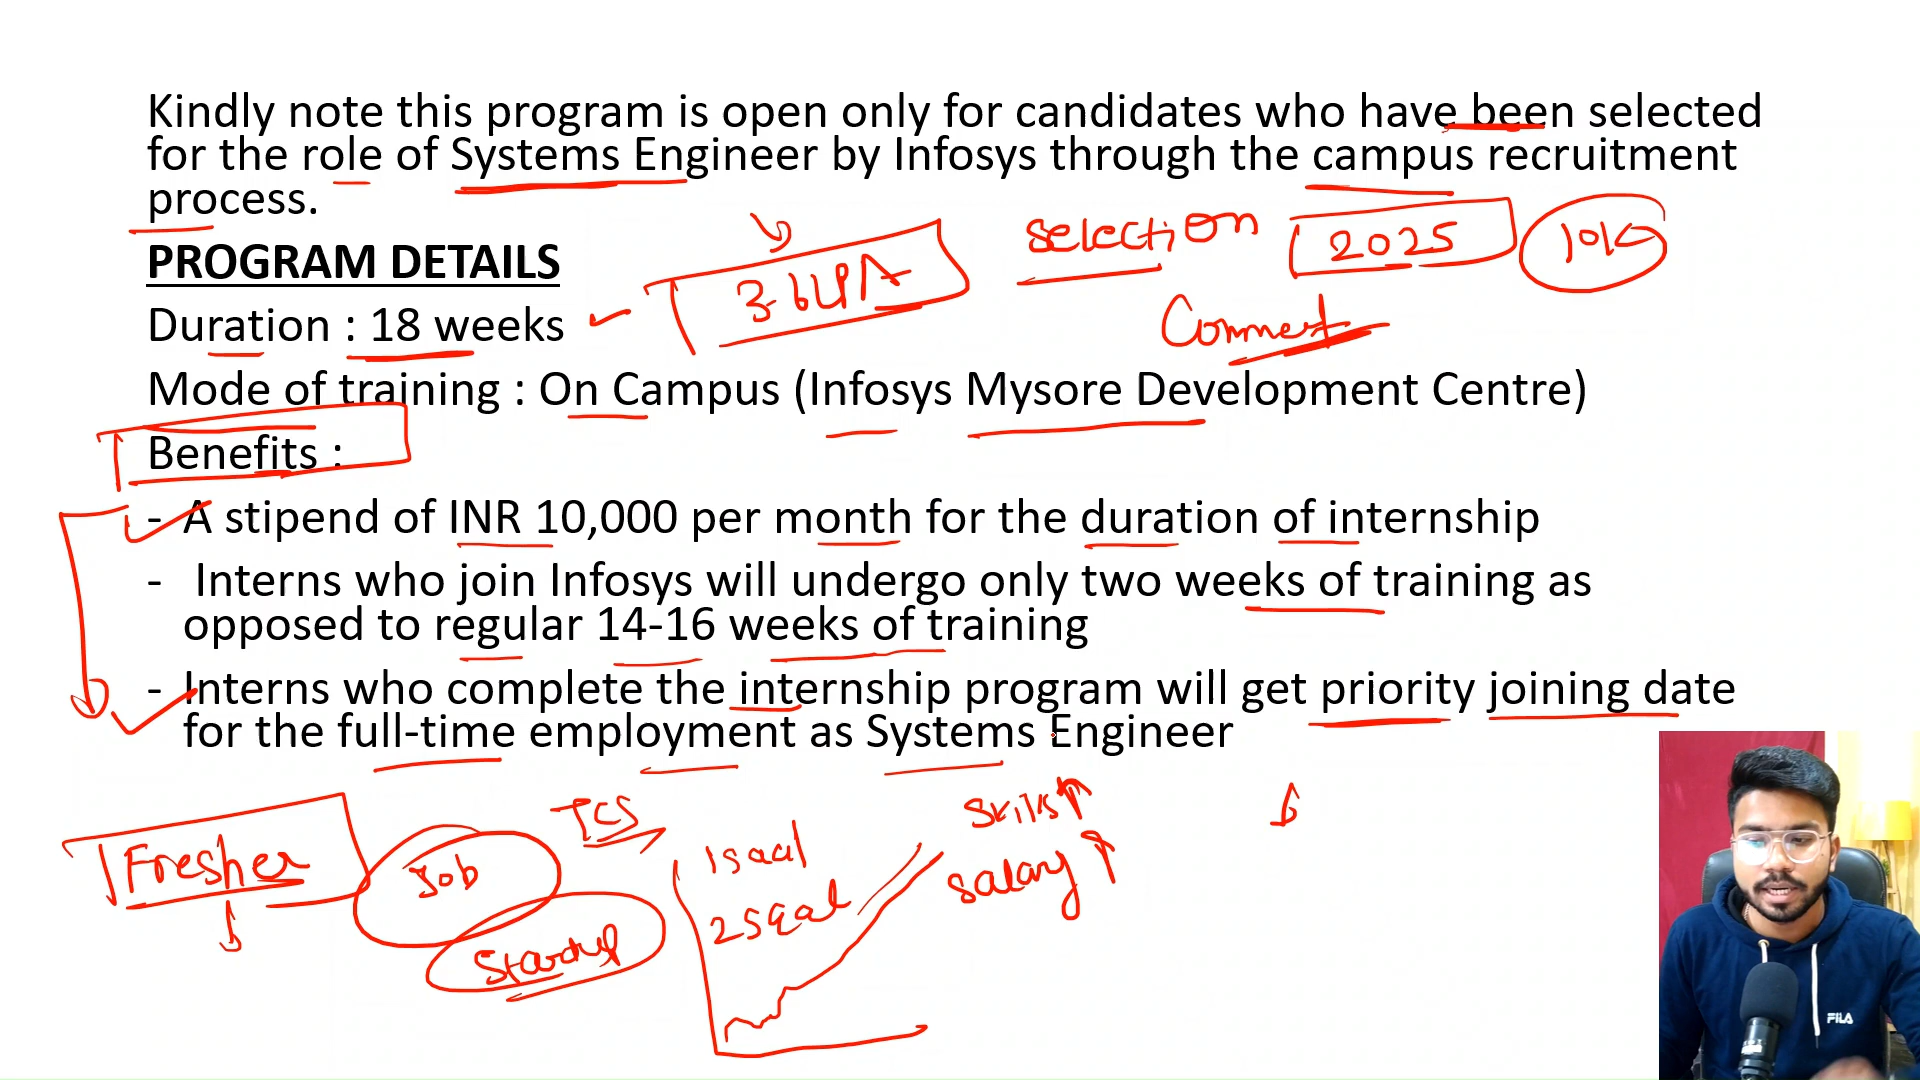 Kindly note this program is open only for candidates who have been selected
for the role of Systems Engineer by Infosys through the campus recruitment
process.
selection 2025
PROGRAM DETAILS
3.6LPA
Duration : 18 weeks
Comment
Mode of training : On Campus (Infosys Mysore Development Centre)
Benefits :
- A stipend of INR 10,000 per month for the duration of internship
- Interns who join Infosys will undergo only two weeks of training as
opposed to regular 14-16 weeks of training
- Interns who complete the internship program will get priority joining date
for the full-time employment as Systems Engineer
Fresher Job TCS 1 saal Skills
2 saal Salary
Startup
FILA